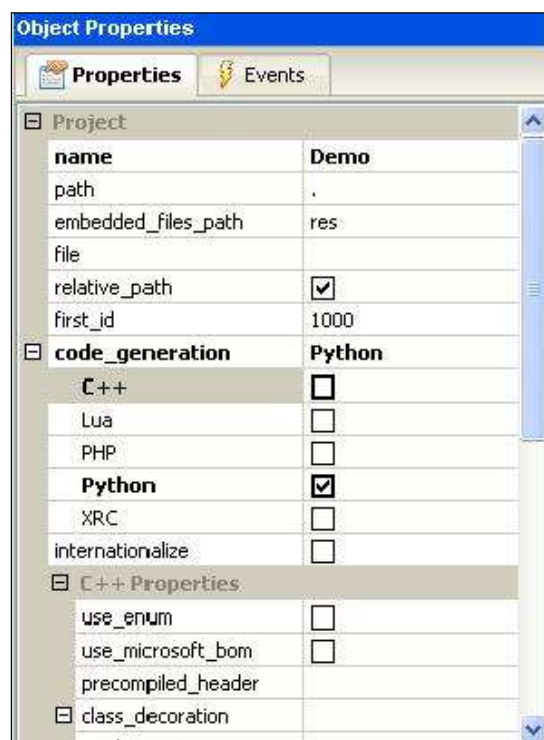 Object Properties
Properties Events
Project
name Demo
path .
embedded_files_path res
file
relative_path
first_id 1000
code_generation Python
C++
Lua
PHP
Python
XRC
internationalize
C++ Properties
use_enum
use_microsoft_bom
precompiled_header
class_decoration